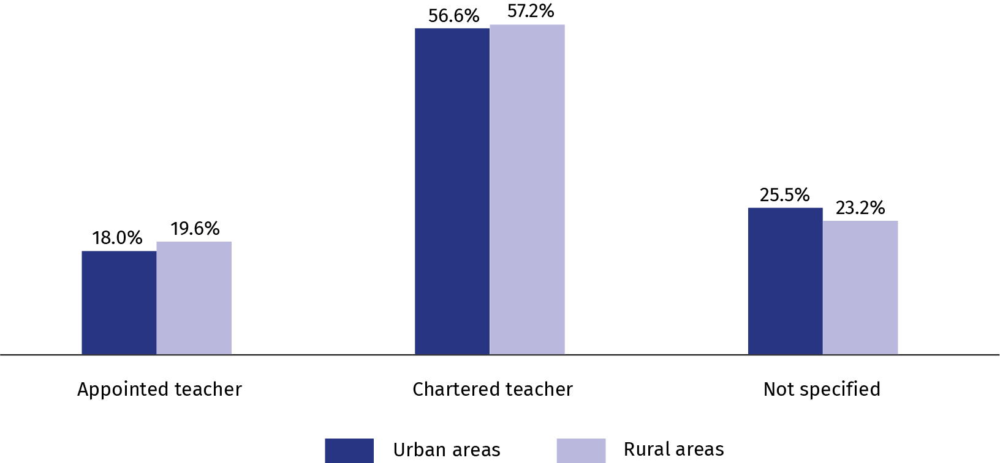 56.6% 57.2%
25.5% 23.2%
18.0% 19.6%
Appointed teacher Chartered teacher Not specified
Urban areas Rural areas